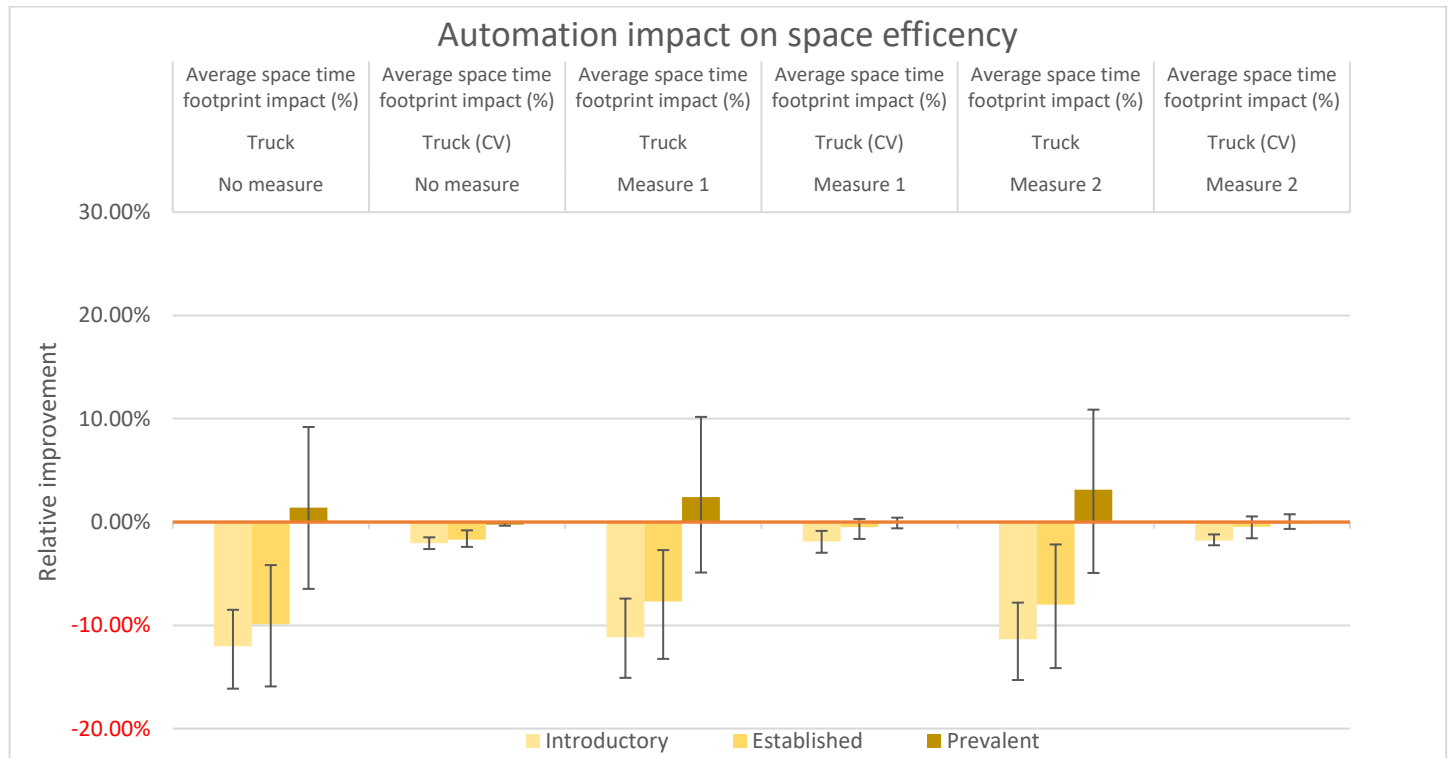 Automation impact on space efficency
Average space time footprint impact (%)
Average space time footprint impact (%)
Average space time footprint impact (%)
Average space time footprint impact (%)
Average space time footprint impact (%)
Average space time footprint impact (%)
Truck
Truck (CV)
Truck
Truck (CV)
Truck
Truck (CV)
No measure
No measure
Measure 1
Measure 1
Measure 2
Measure 2
30.00%
20.00%
10.00%
0.00%
-10.00%
-20.00%
Relative improvement
Introductory
Established
Prevalent